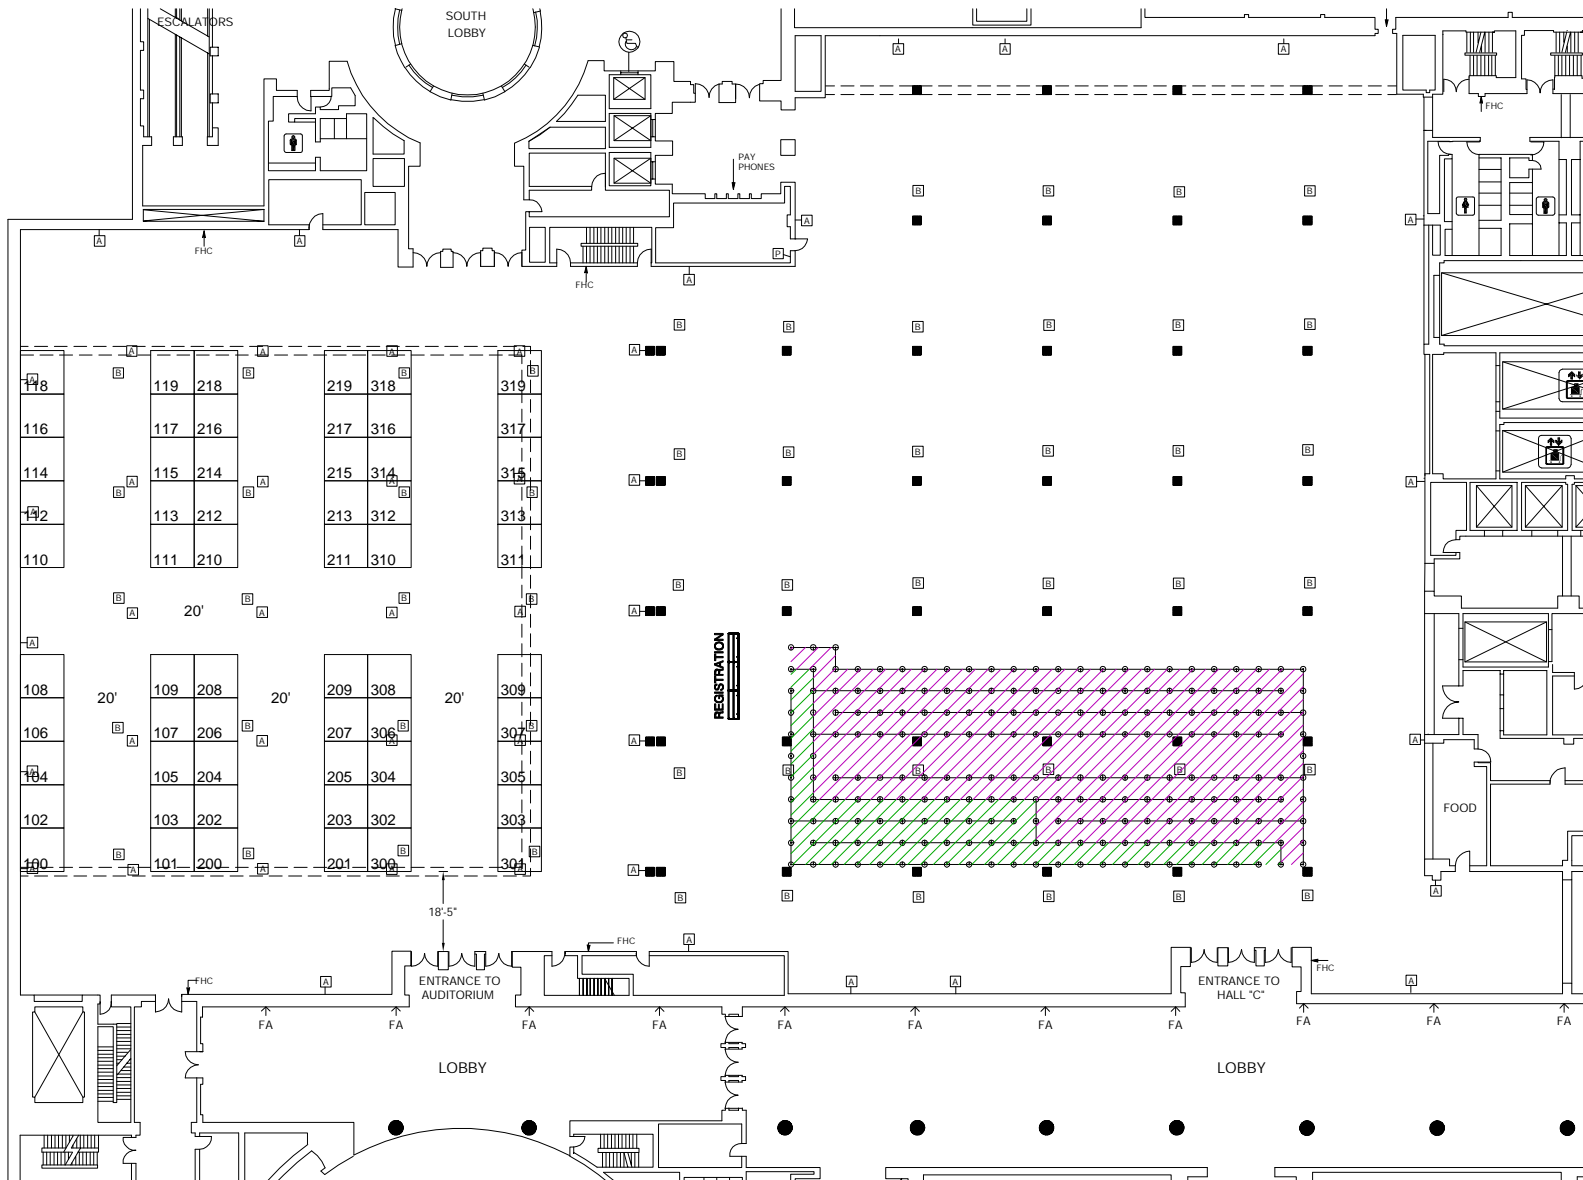 ESCALATORS
SOUTH
LOBBY
A
A
A
FHC
PAY
PHONES
B
B
B
B
A
A
A
A
FHC
P
FHC
A
B
B
B
B
B
B
A
A
A
A
A
B
B
B
B
A
118
119 218
219 318
319
116
117 216
217 316
317
B
B
B
B
B
B
114
115 214
215 314
315
A
A
A
A
A
A
B
B
B
B
112
A
113 212
213 312
313
110
111 210
211 310
311
B
B
B
B
B
B
B
B
B
B
20'
A
A
A
A
A
A
REGISTRATION
108
20'
109 208
20'
209 308
20'
309
106
B
107 206
B
207 306
B
307
B
A
A
A
A
A
A
104
A
105 204
205 304
305
B
B
B
B
B
B
102
103 202
203 302
303
FOOD
100
A
B
101 200
B
A
A
201 300
B
A
301
B
A
B
B
B
B
B
B
18'-5"
FHC
A
FHC
FHC
A
ENTRANCE TO
AUDITORIUM
A
A
ENTRANCE TO
HALL "C"
A
FA
FA
FA
FA
FA
FA
FA
FA
FA
FA
FA
LOBBY
LOBBY